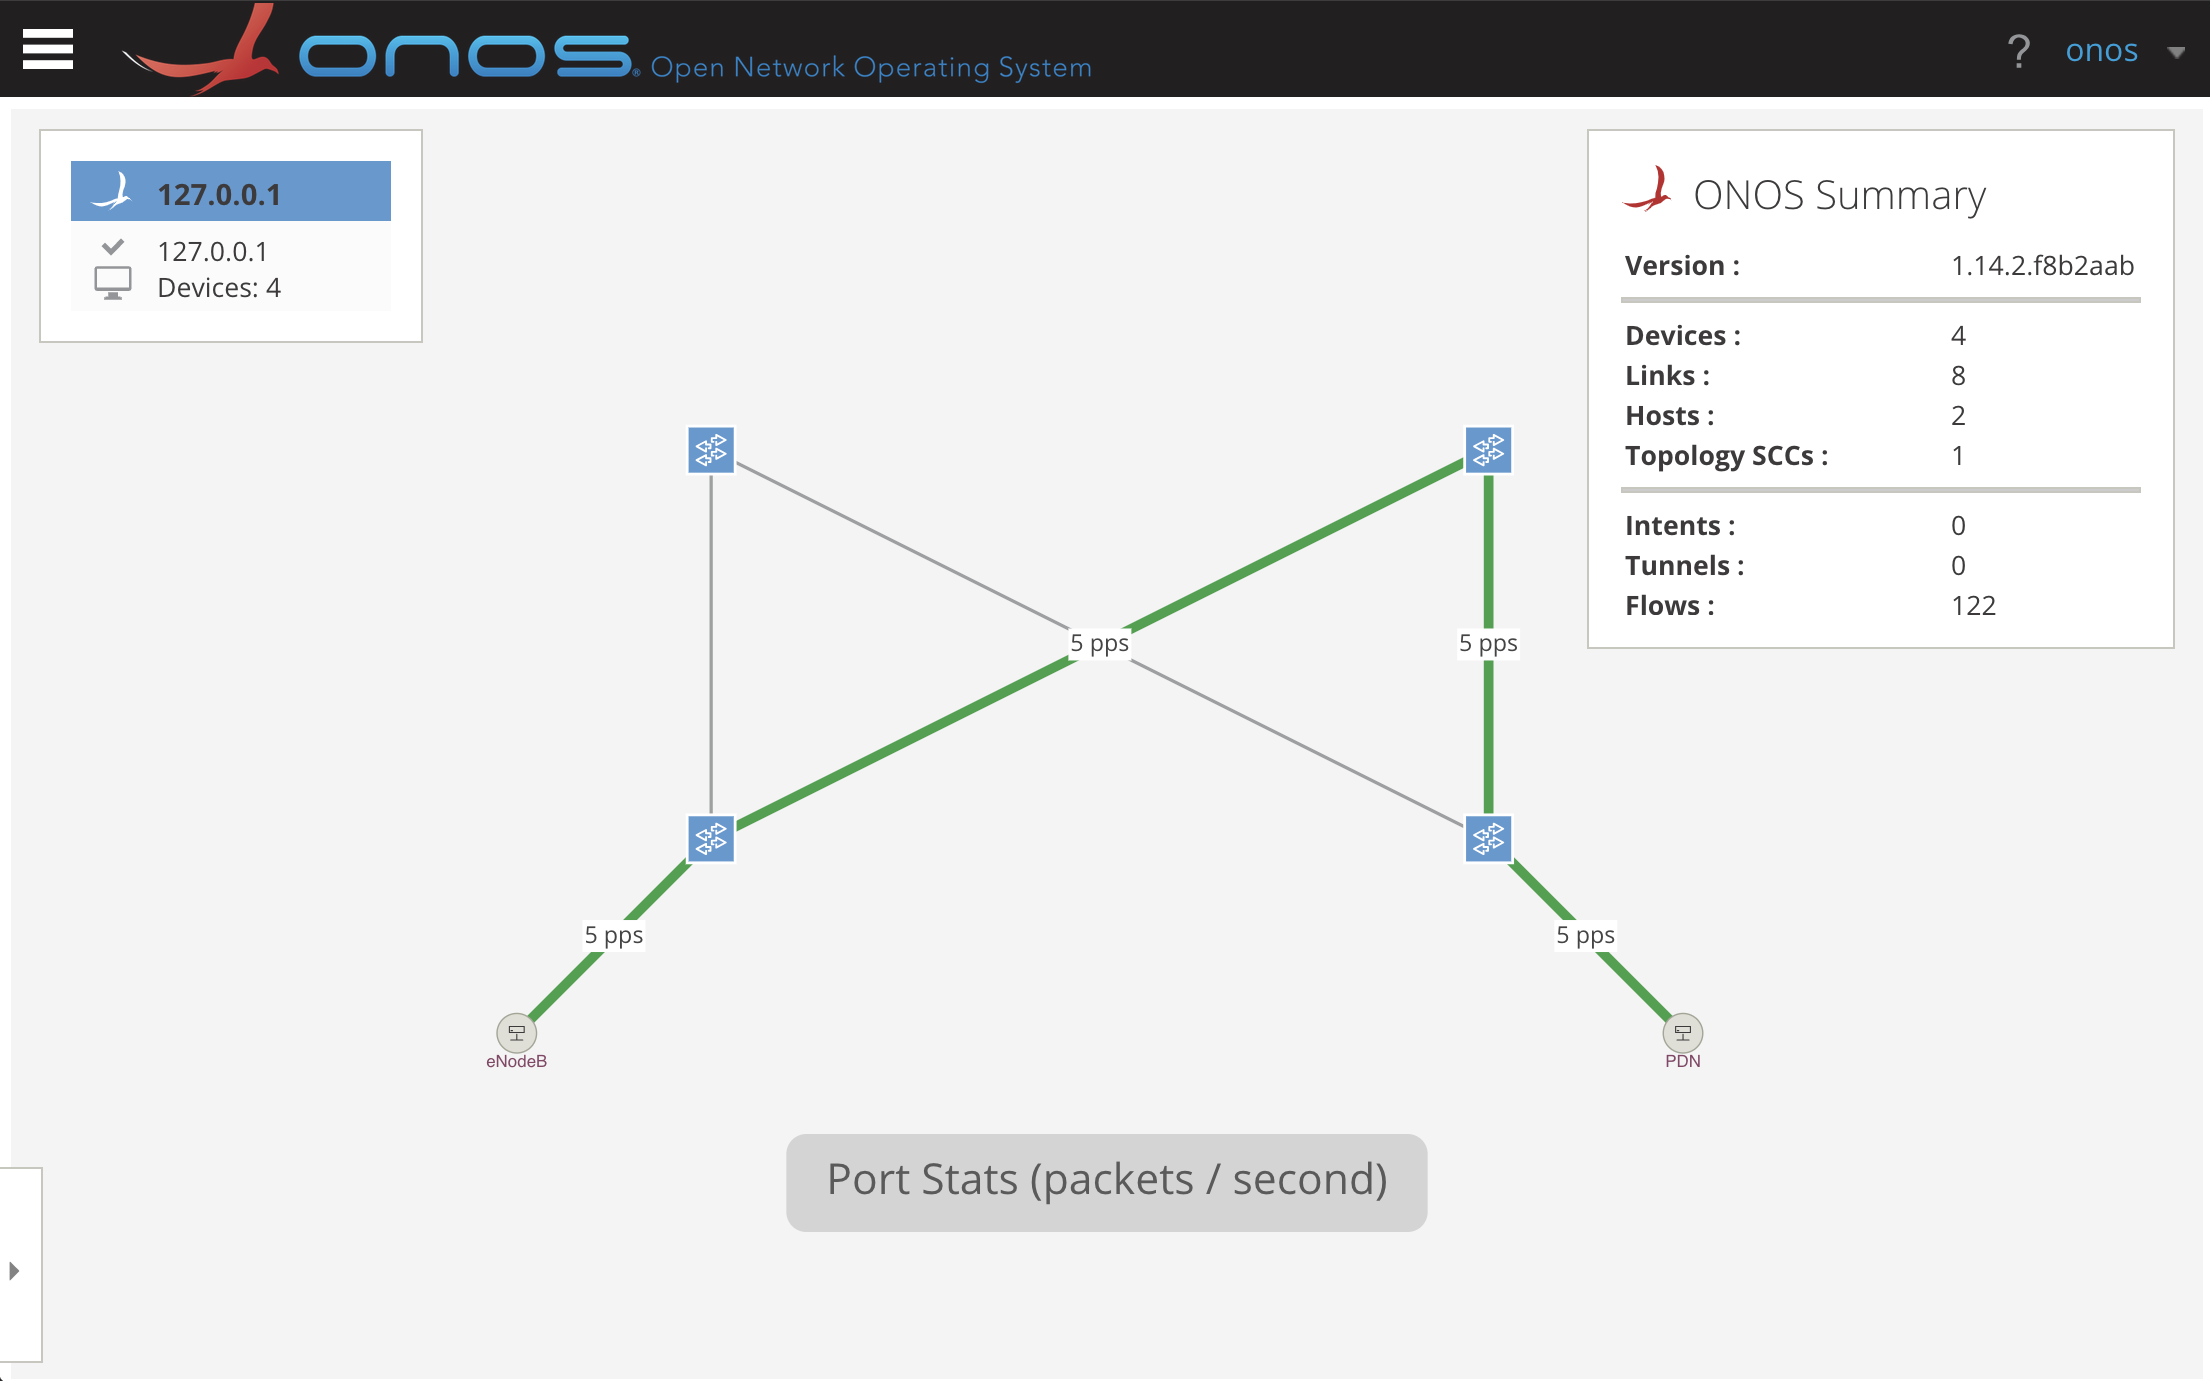 onos® Open Network Operating System
? onos
127.0.0.1
127.0.0.1
Devices: 4
ONOS Summary
Version : 1.14.2.f8b2aab
Devices : 4
Links : 8
Hosts : 2
Topology SCCs : 1
Intents : 0
Tunnels : 0
Flows : 122
5 pps
5 pps
5 pps
5 pps
eNodeB
PDN
Port Stats (packets / second)